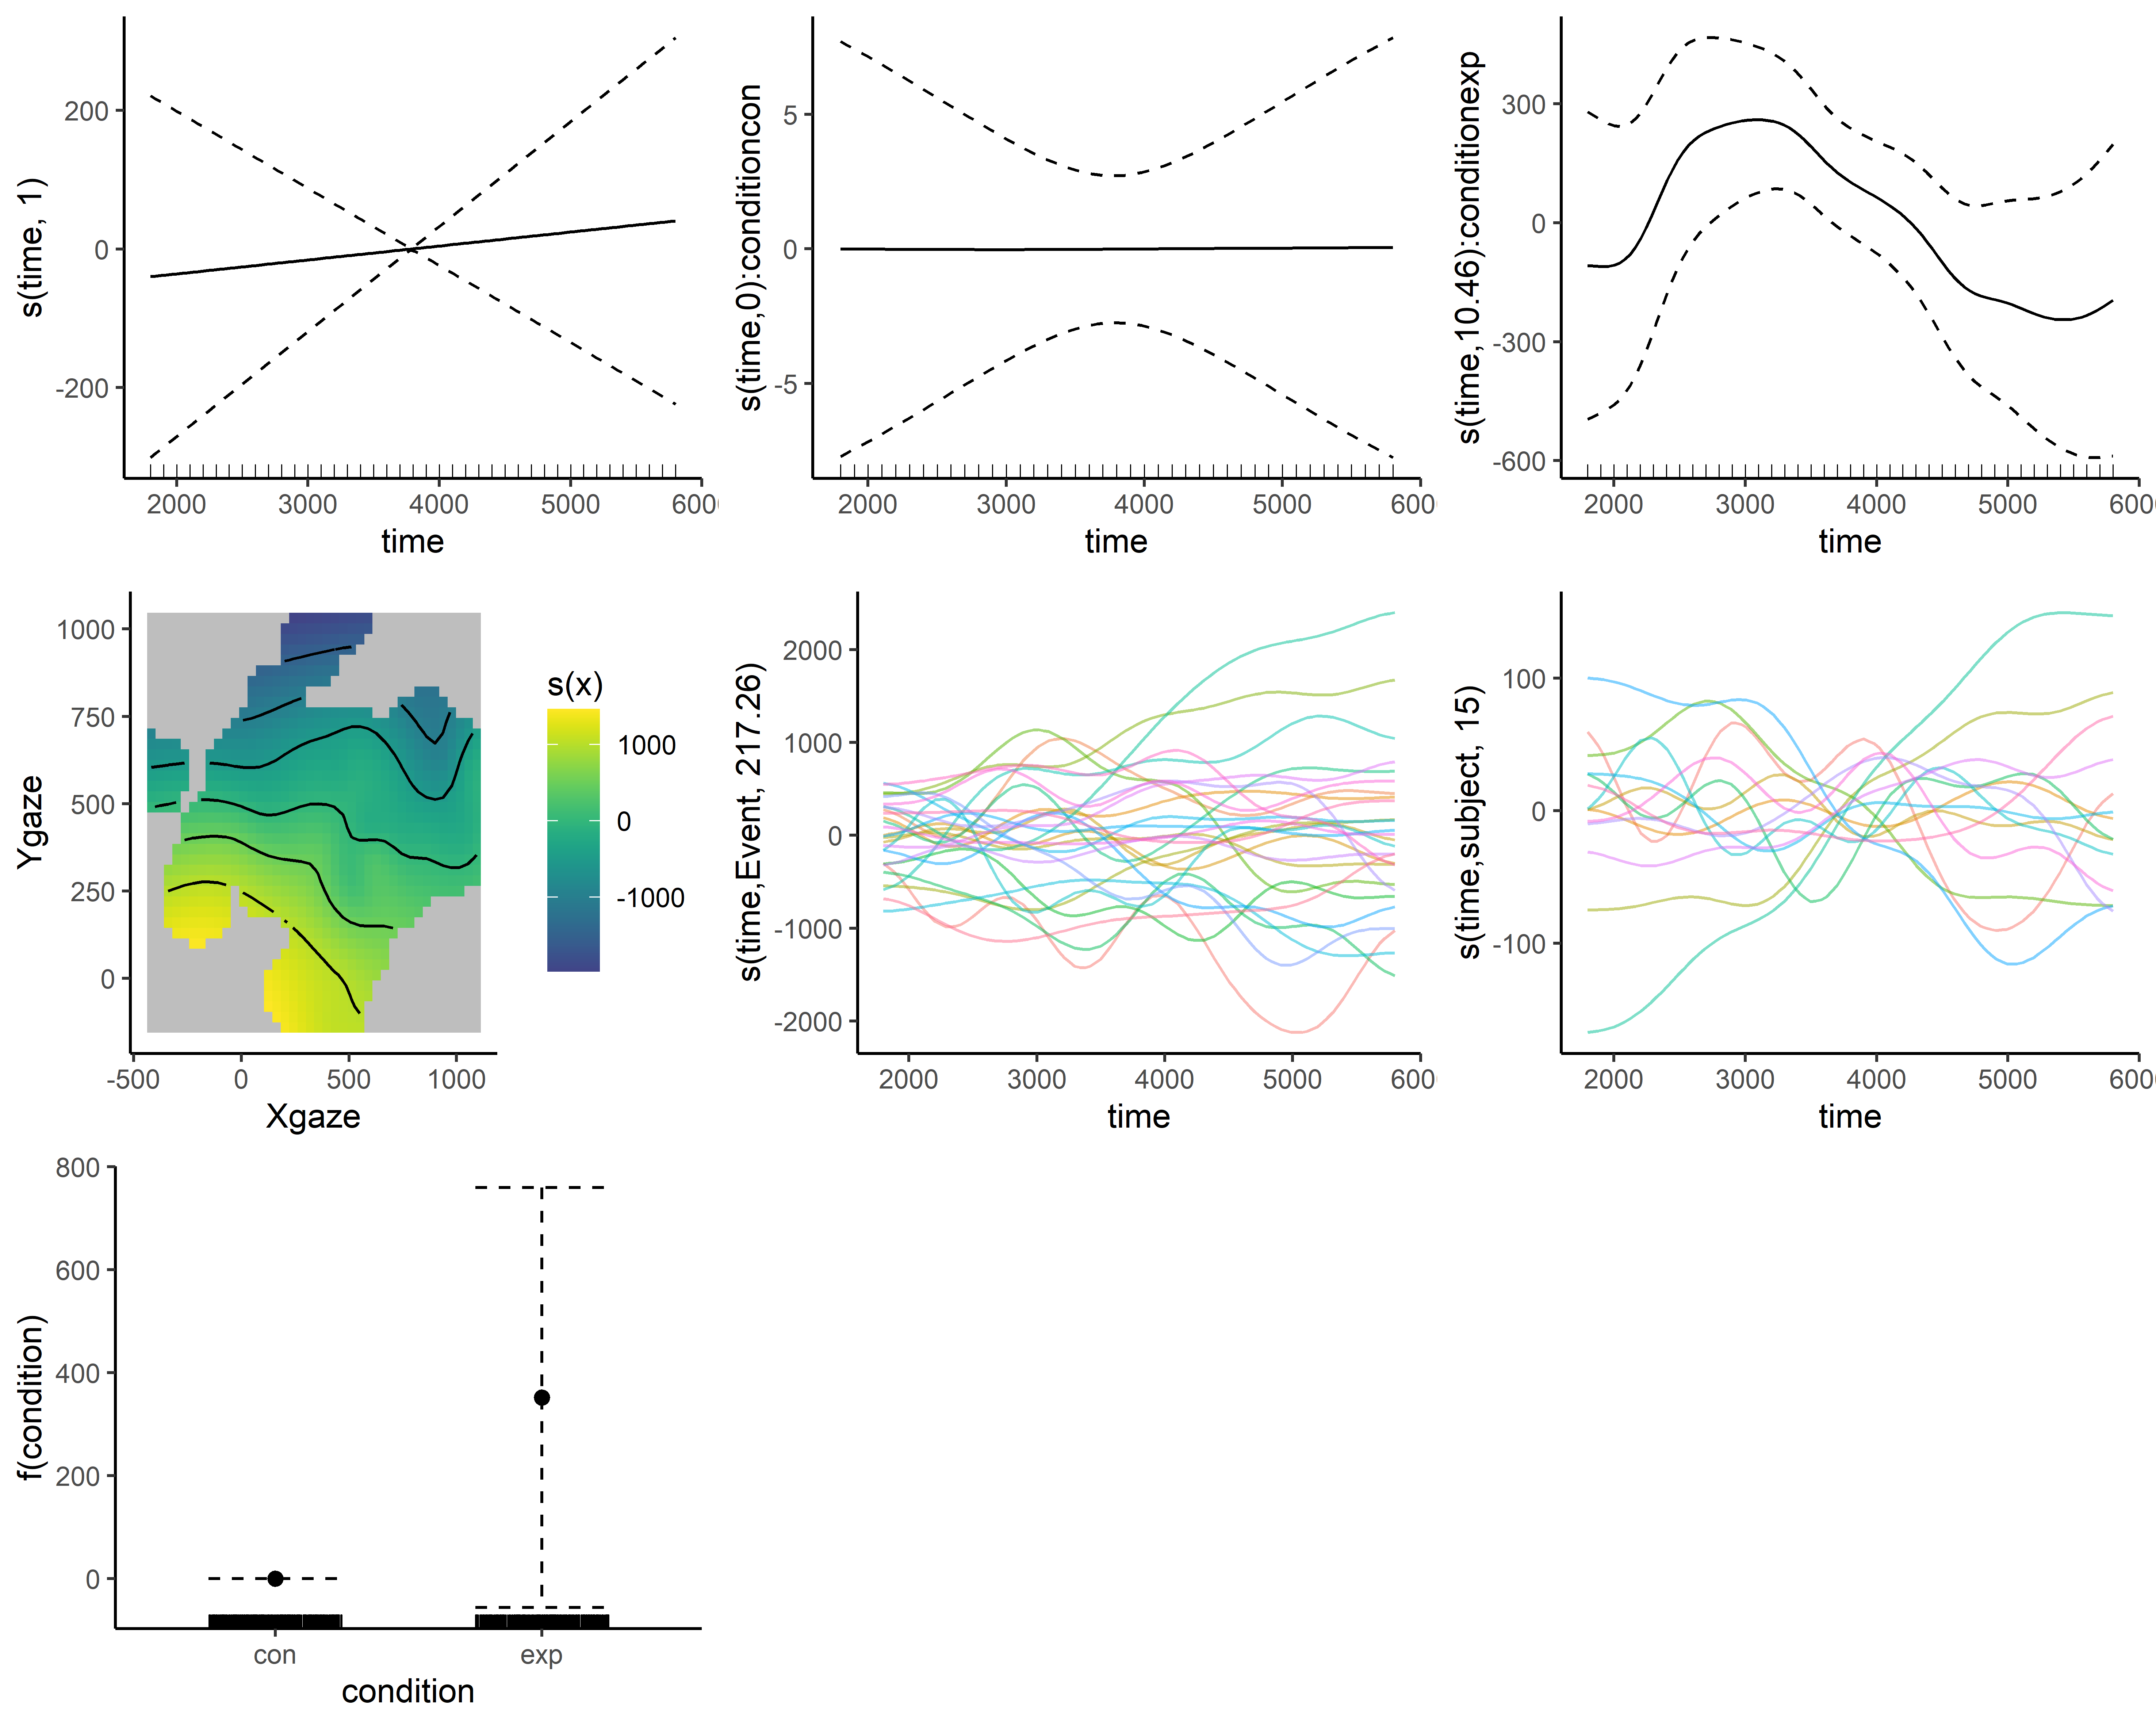 s(time, 1)
200
0
-200
2000 3000 4000 5000 600
time
s(time,0):conditioncon
5
0
-5
2000 3000 4000 5000 600
time
s(time,10.46):conditionexp
300
0
-300
-600
2000 3000 4000 5000 600
time
Ygaze
1000
750
500
250
0
-500 0 500 1000
Xgaze
s(x)
1000
0
-1000
s(time,Event, 217.26)
2000
1000
0
-1000
-2000
2000 3000 4000 5000 600
time
s(time,subject, 15)
100
0
-100
2000 3000 4000 5000 600
time
f(condition)
800
600
400
200
0
con exp
condition